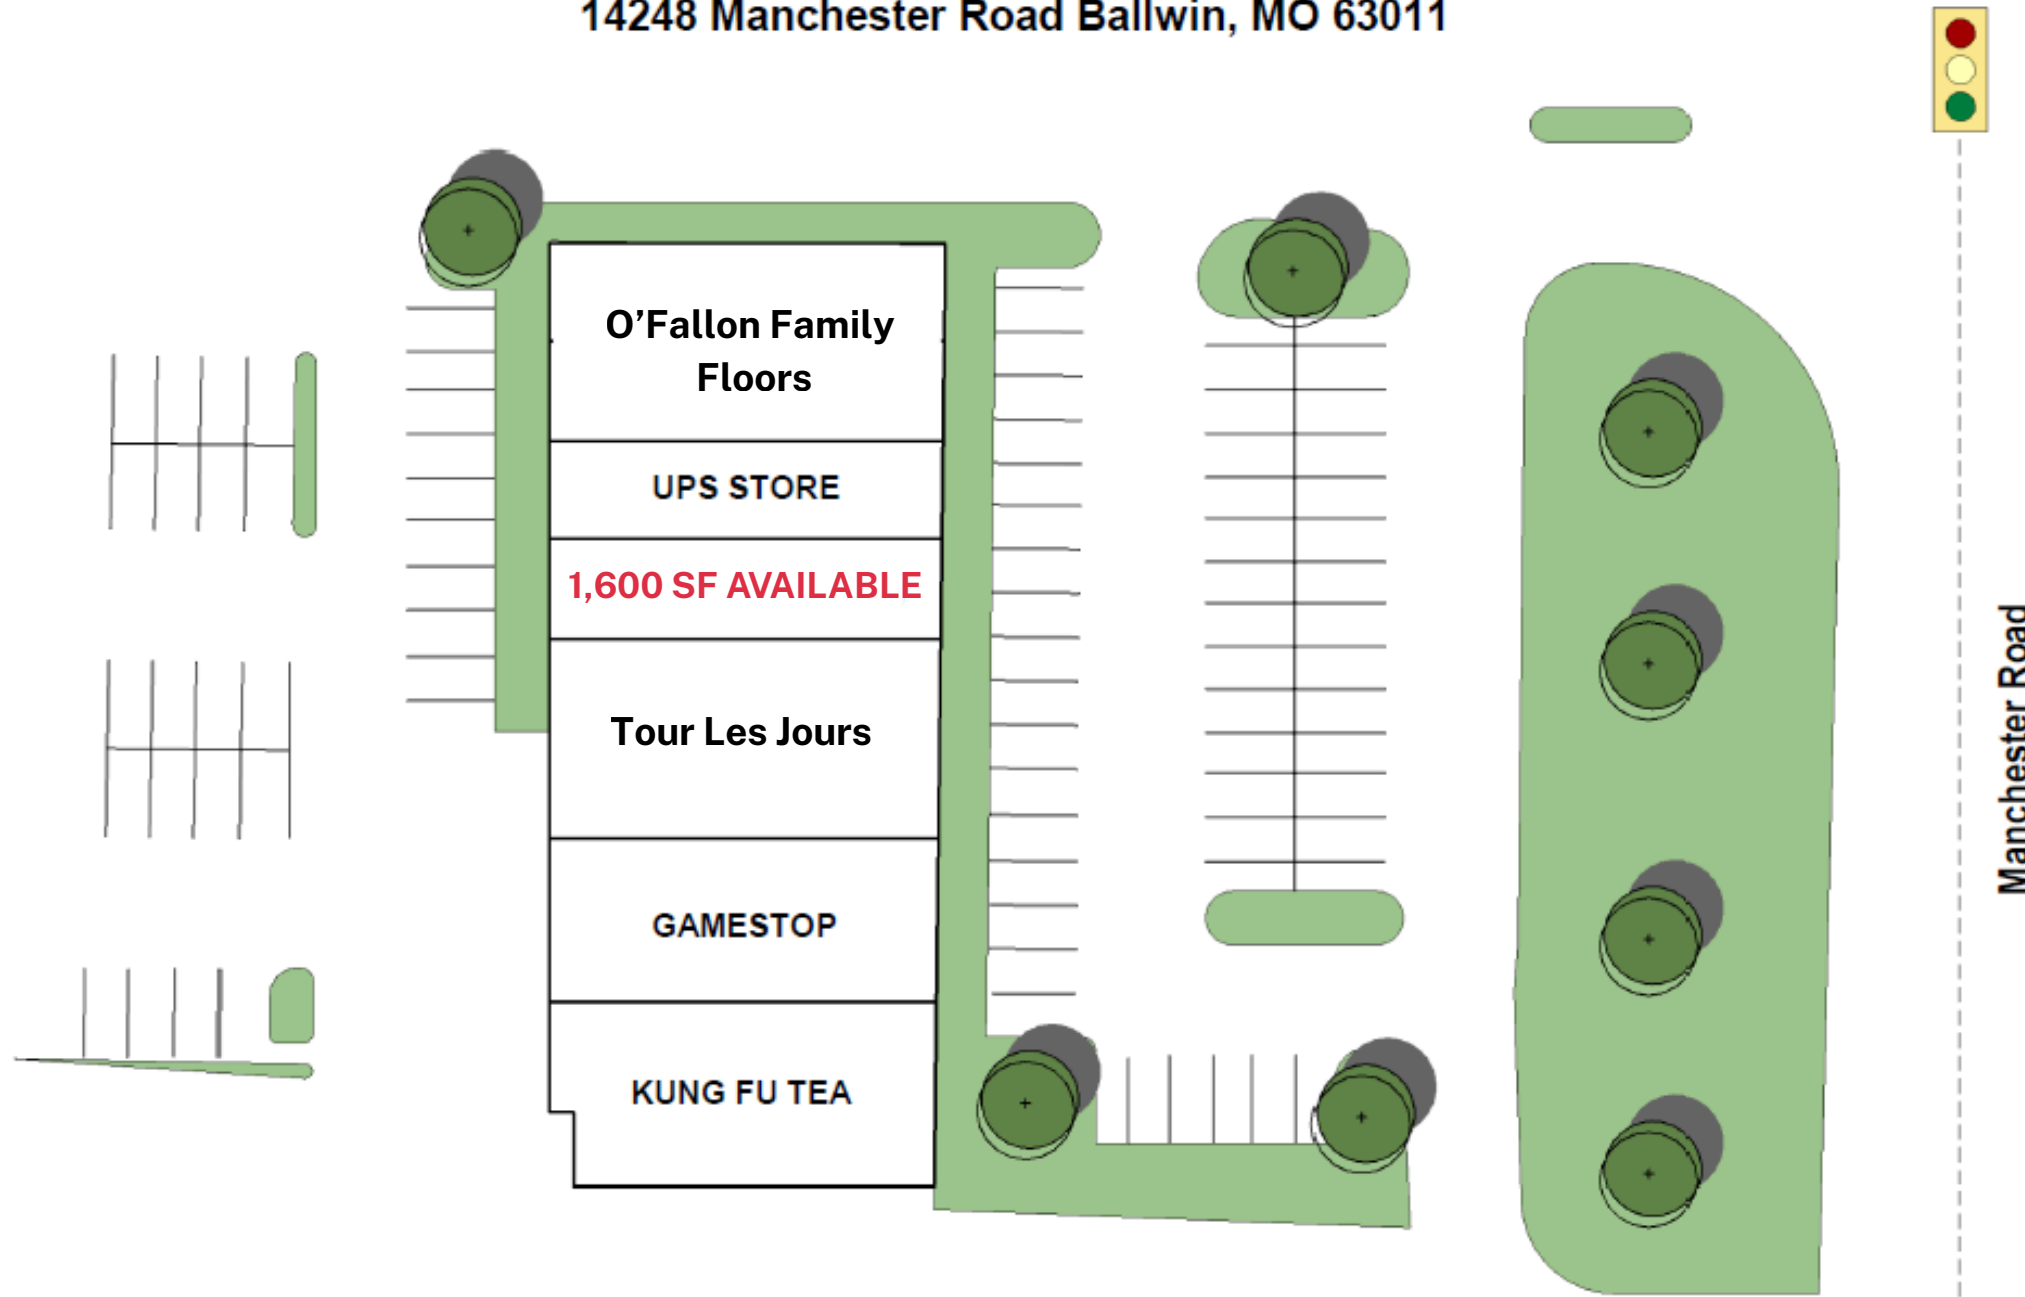 14248 Manchester Road Ballwin, MO 63011
O’Fallon Family
Floors
UPS STORE
1,600 SF AVAILABLE
Tour Les Jours
GAMESTOP
KUNG FU TEA
Manchester Road